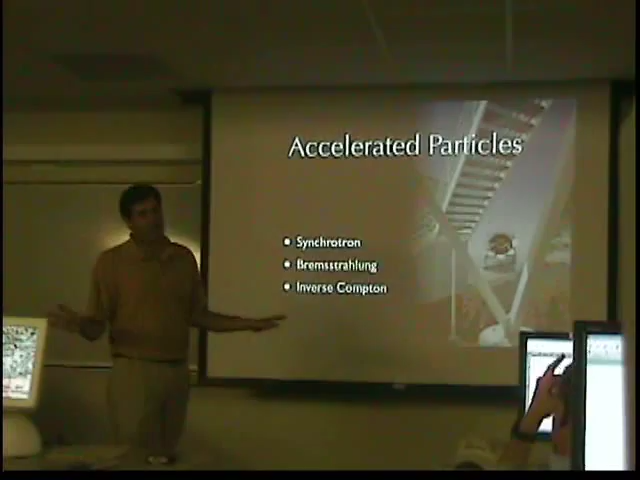 Accelerated Particles
Synchrotron
Bremsstrahlung
Inverse Compton